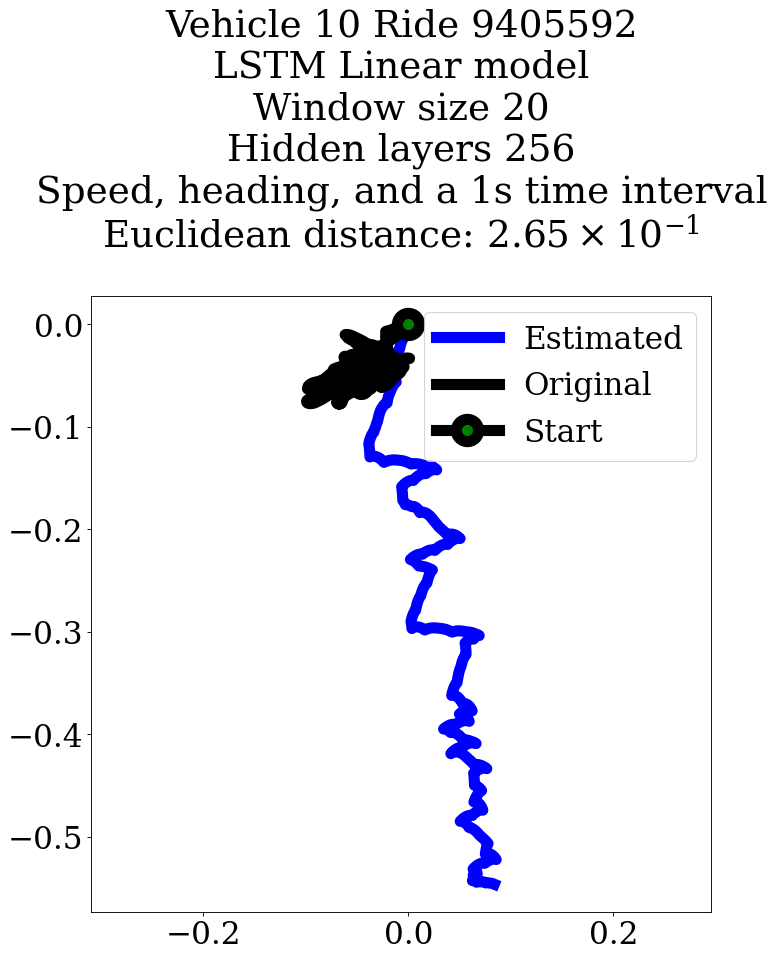 Vehicle 10 Ride 9405592
LSTM Linear model
Window size 20
Hidden layers 256
Speed, heading, and a 1s time interval
Euclidean distance: 2.65 × 10⁻¹
Estimated
Original
Start
0.0
−0.1
−0.2
−0.3
−0.4
−0.5
−0.2 0.0 0.2